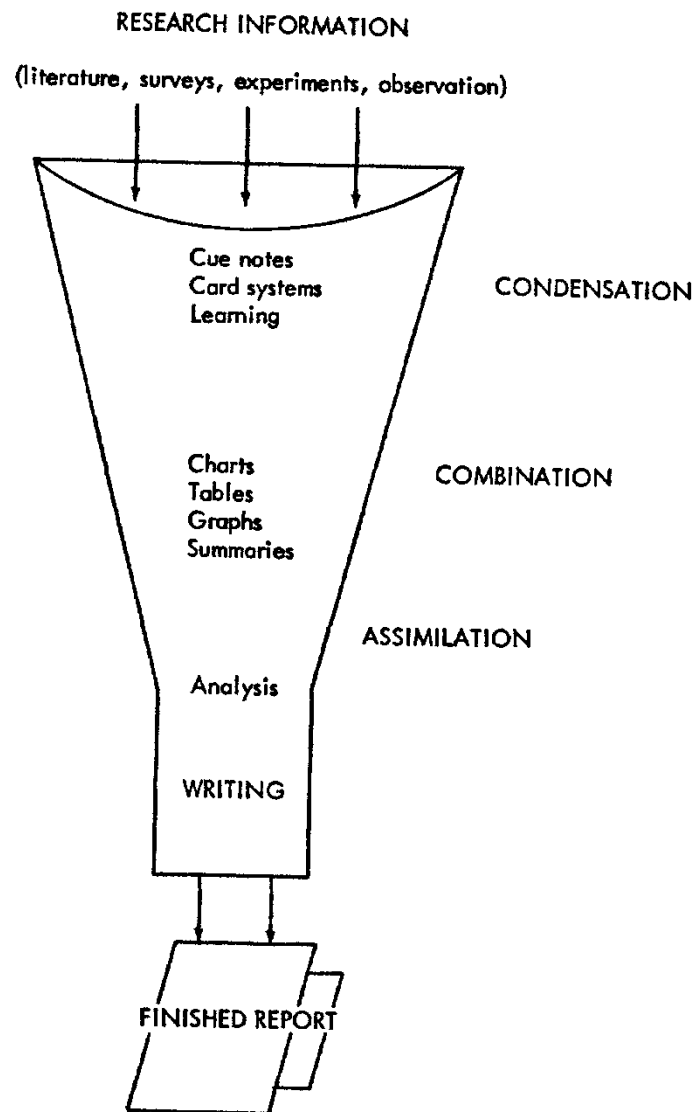 RESEARCH INFORMATION
(literature, surveys, experiments, observation)
Cue notes
Card systems
Learning
CONDENSATION
Charts
Tables
Graphs
Summaries
COMBINATION
ASSIMILATION
Analysis
WRITING
FINISHED REPORT